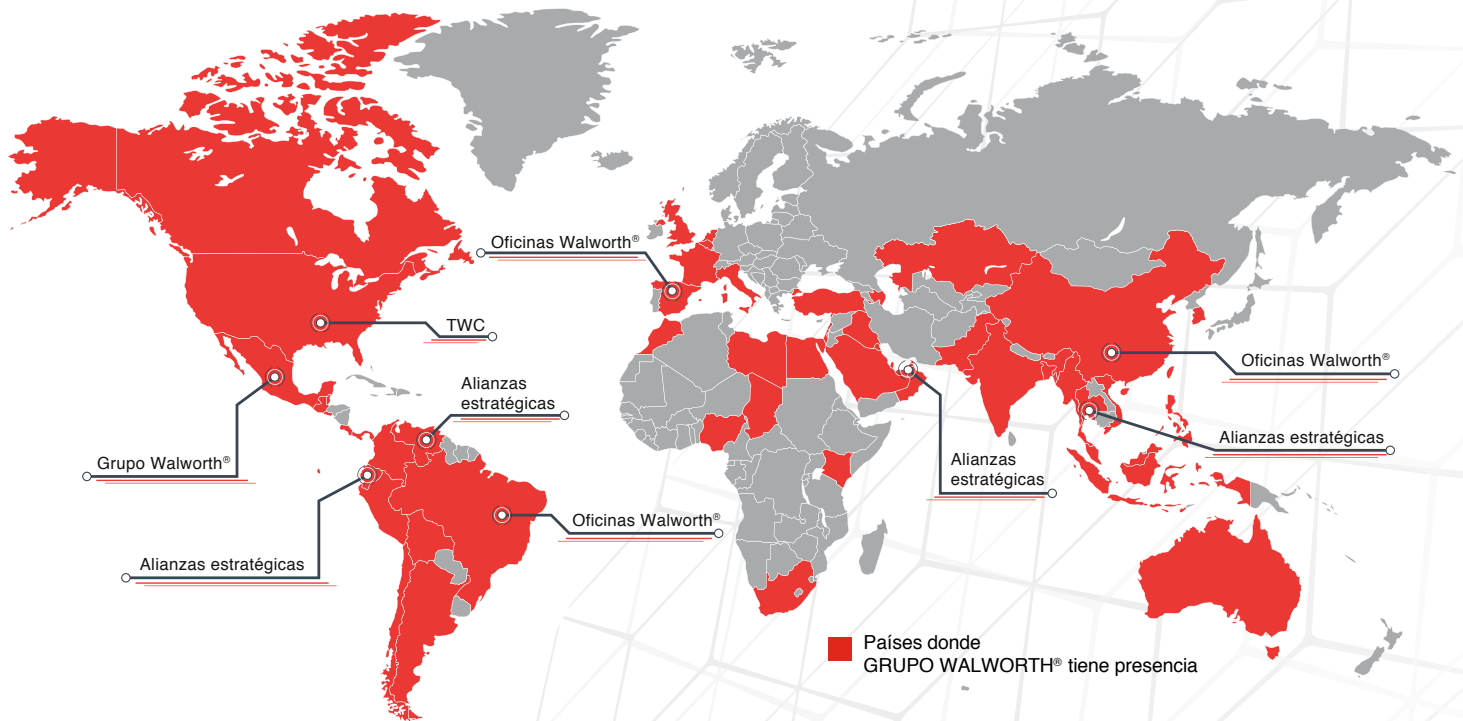 Oficinas Walworth®
TWC
Oficinas Walworth®
Alianzas
estratégicas
Alianzas estratégicas
Grupo Walworth®
Alianzas
estratégicas
Oficinas Walworth®
Alianzas estratégicas
Países donde
GRUPO WALWORTH® tiene presencia